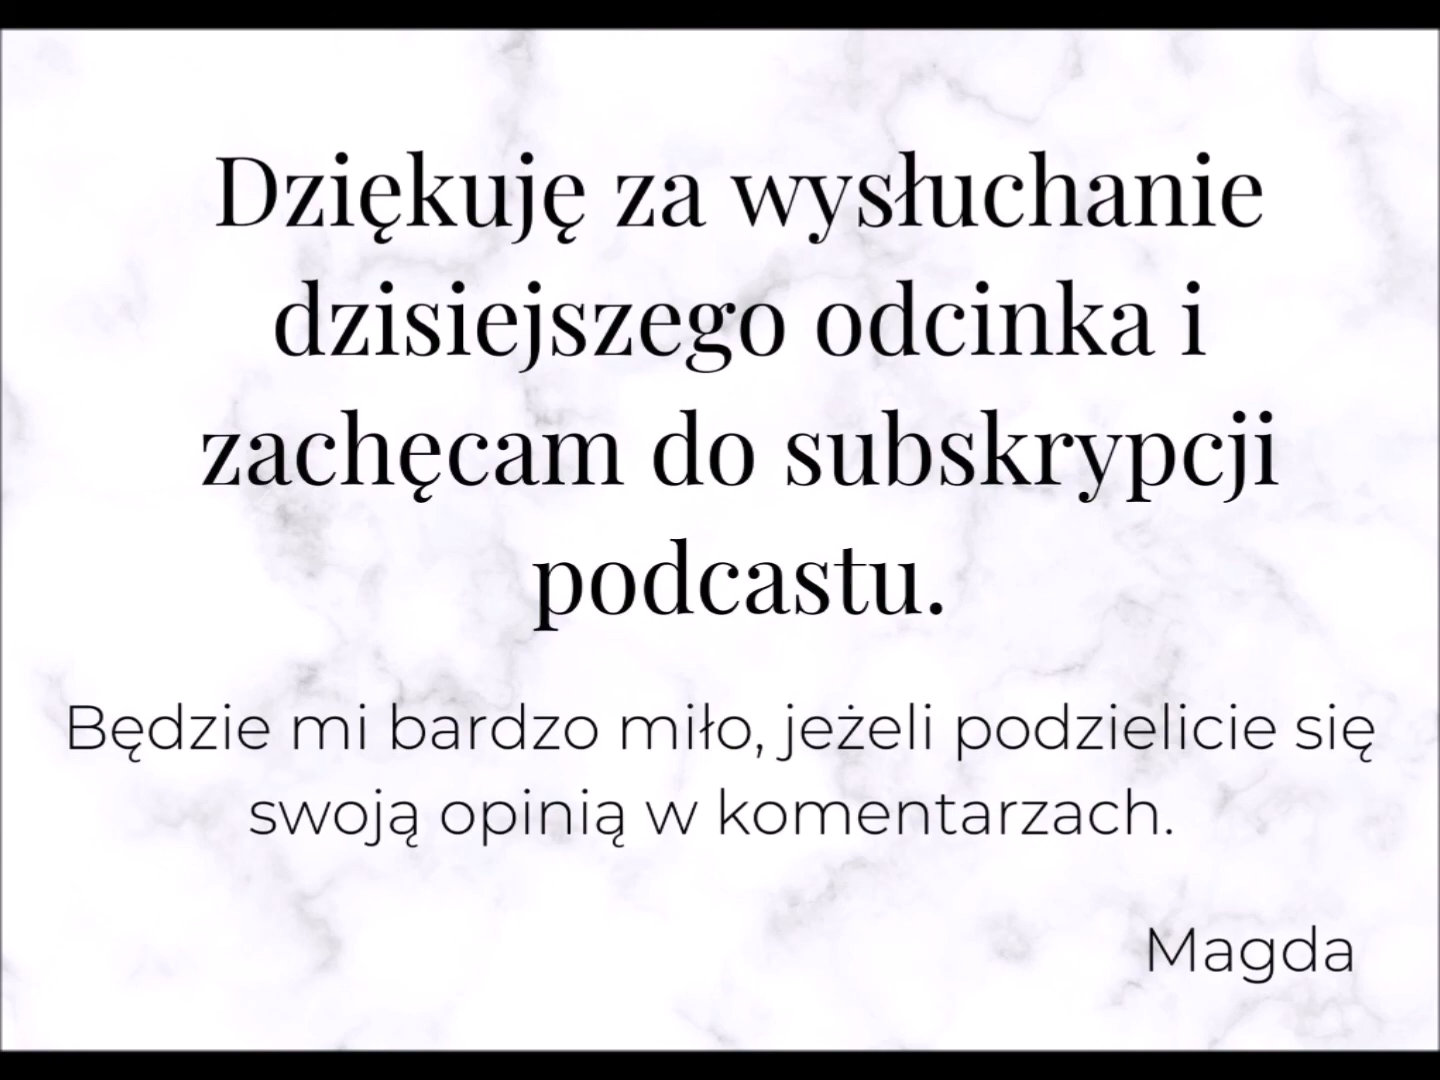 Dziękuję za wysłuchanie
dzisiejszego odcinka i
zachęcam do subskrypcji
podcastu.
Będzie mi bardzo miło, jeżeli podzielicie się
swoją opinią w komentarzach.
Magda